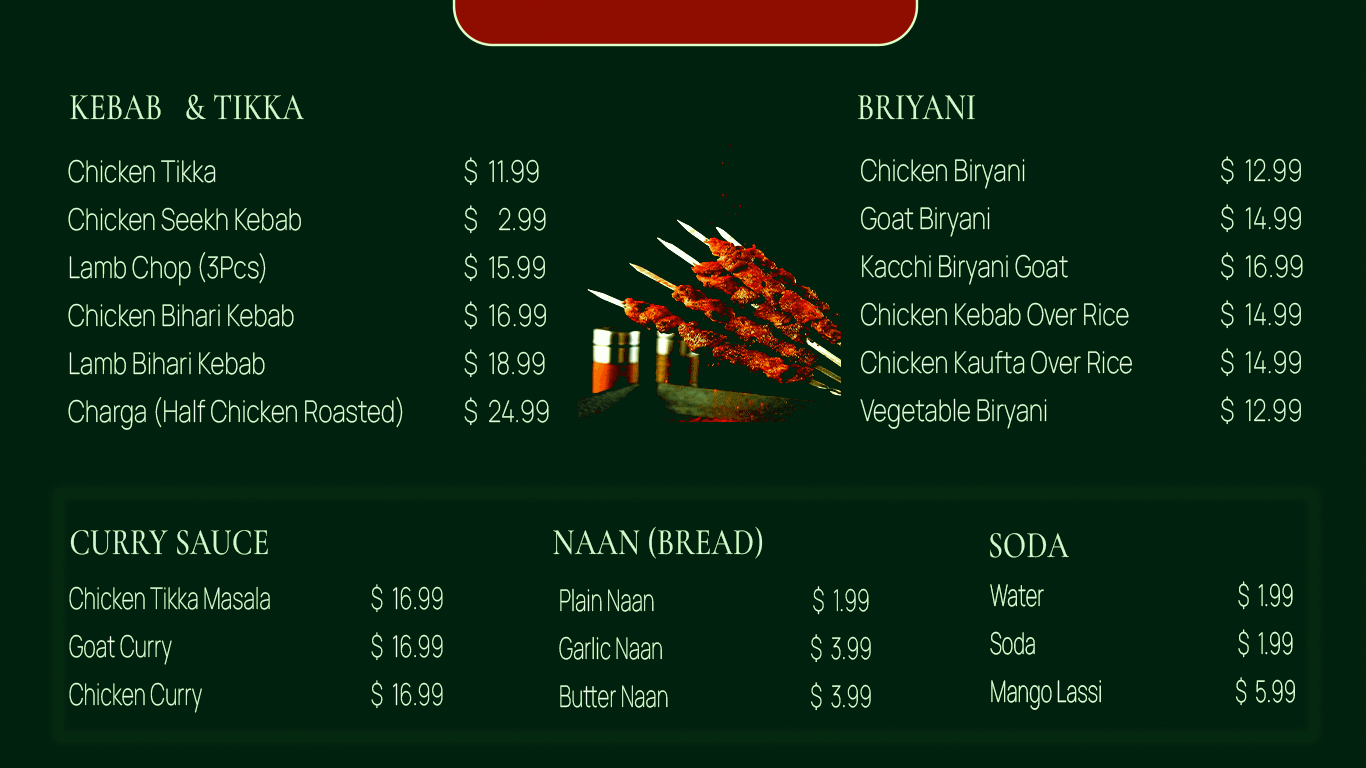 KEBAB & TIKKA
Chicken Tikka $ 11.99
Chicken Seekh Kebab $ 2.99
Lamb Chop (3Pcs) $ 15.99
Chicken Bihari Kebab $ 16.99
Lamb Bihari Kebab $ 18.99
Charga (Half Chicken Roasted) $ 24.99
BRIYANI
Chicken Biryani $ 12.99
Goat Biryani $ 14.99
Kacchi Biryani Goat $ 16.99
Chicken Kebab Over Rice $ 14.99
Chicken Kaufta Over Rice $ 14.99
Vegetable Biryani $ 12.99
CURRY SAUCE
Chicken Tikka Masala $ 16.99
Goat Curry $ 16.99
Chicken Curry $ 16.99
NAAN (BREAD)
Plain Naan $ 1.99
Garlic Naan $ 3.99
Butter Naan $ 3.99
SODA
Water $ 1.99
Soda $ 1.99
Mango Lassi $ 5.99